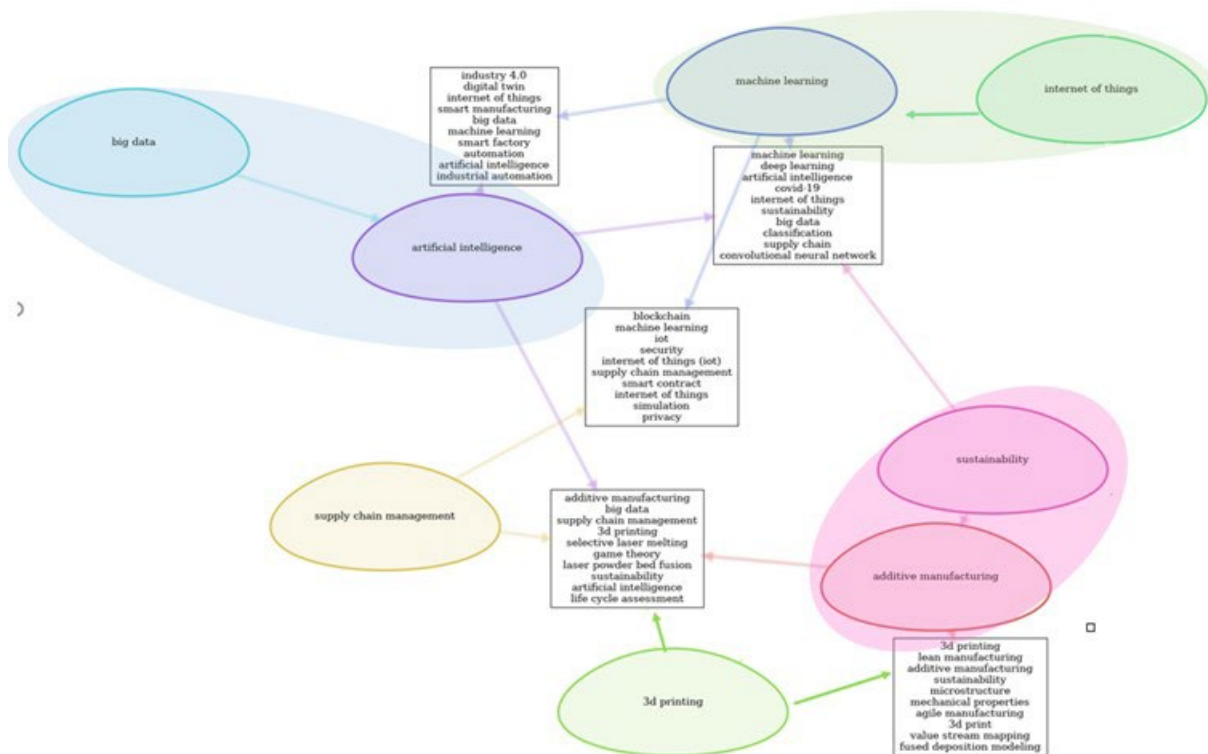 machine learning
internet of things
big data
industry 4.0
digital twin
internet of things
smart manufacturing
big data
machine learning
smart factory
automation
artificial intelligence
industrial automation
machine learning
deep learning
artificial intelligence
covid-19
internet of things
sustainability
big data
classification
supply chain
convolutional neural network
artificial intelligence
blockchain
machine learning
iot
security
internet of things (iot)
supply chain management
smart contract
internet of things
simulation
privacy
sustainability
supply chain management
additive manufacturing
big data
supply chain management
3d printing
selective laser melting
game theory
laser powder bed fusion
sustainability
artificial intelligence
life cycle assessment
additive manufacturing
3d printing
3d printing
lean manufacturing
additive manufacturing
sustainability
microstructure
mechanical properties
agile manufacturing
3d print
value stream mapping
fused deposition modeling